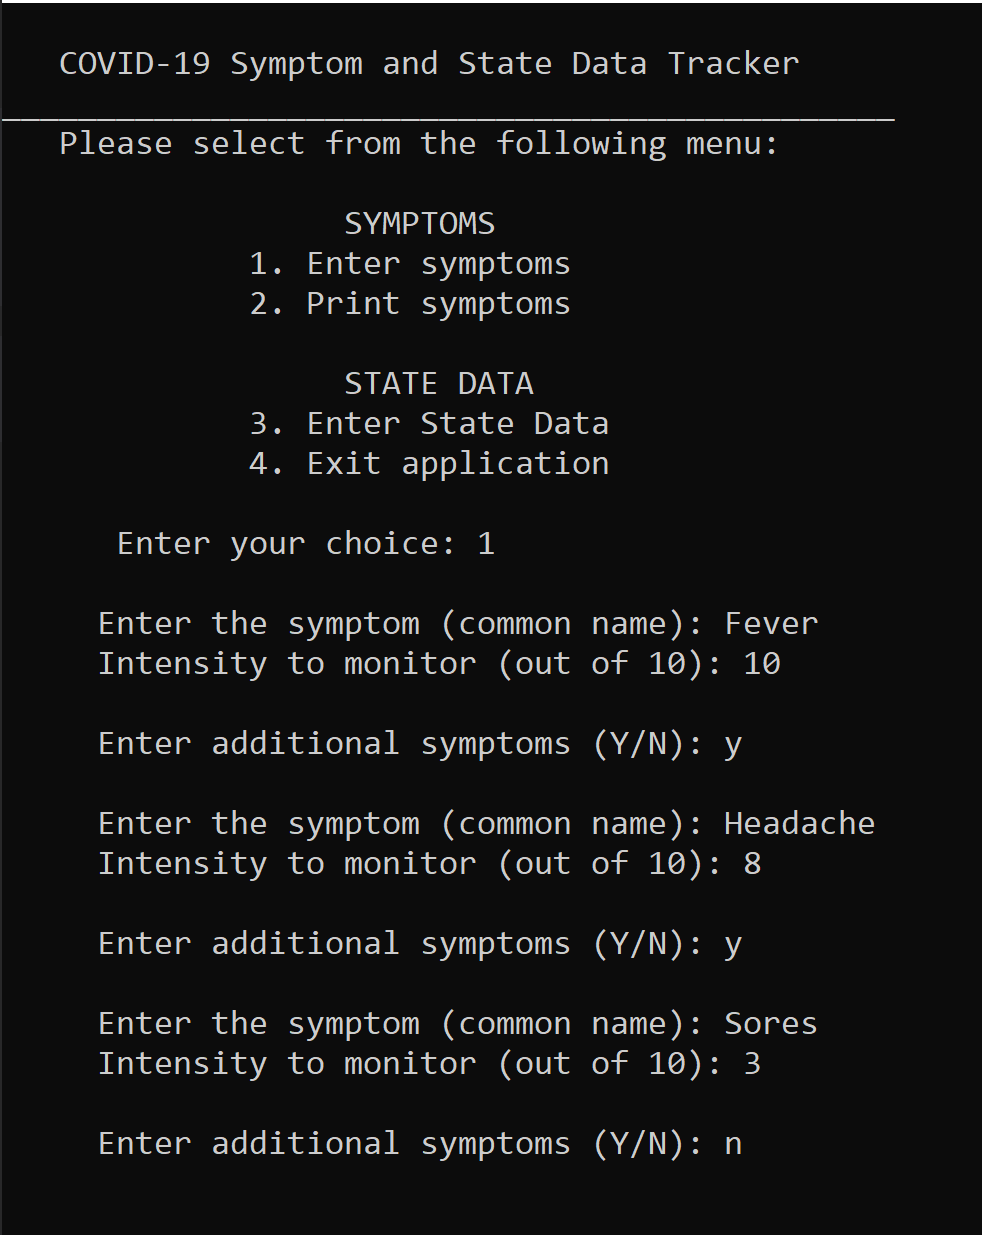 COVID-19 Symptom and State Data Tracker
_______________________________________________
Please select from the following menu:
SYMPTOMS
1. Enter symptoms
2. Print symptoms
STATE DATA
3. Enter State Data
4. Exit application
Enter your choice: 1
Enter the symptom (common name): Fever
Intensity to monitor (out of 10): 10
Enter additional symptoms (Y/N): y
Enter the symptom (common name): Headache
Intensity to monitor (out of 10): 8
Enter additional symptoms (Y/N): y
Enter the symptom (common name): Sores
Intensity to monitor (out of 10): 3
Enter additional symptoms (Y/N): n